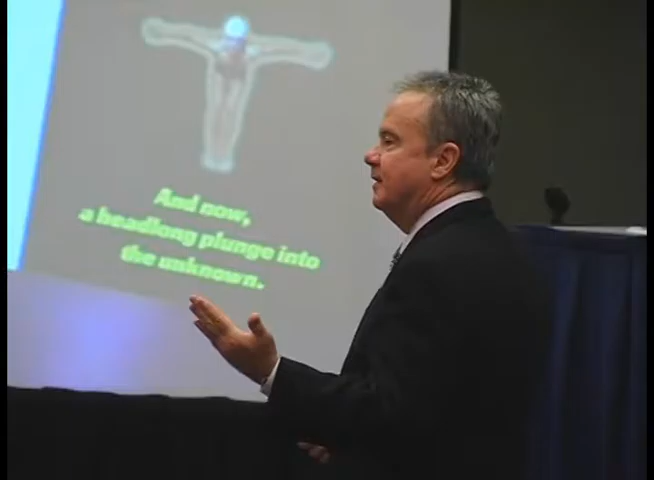 And now,
a headlong plunge into
the unknown.